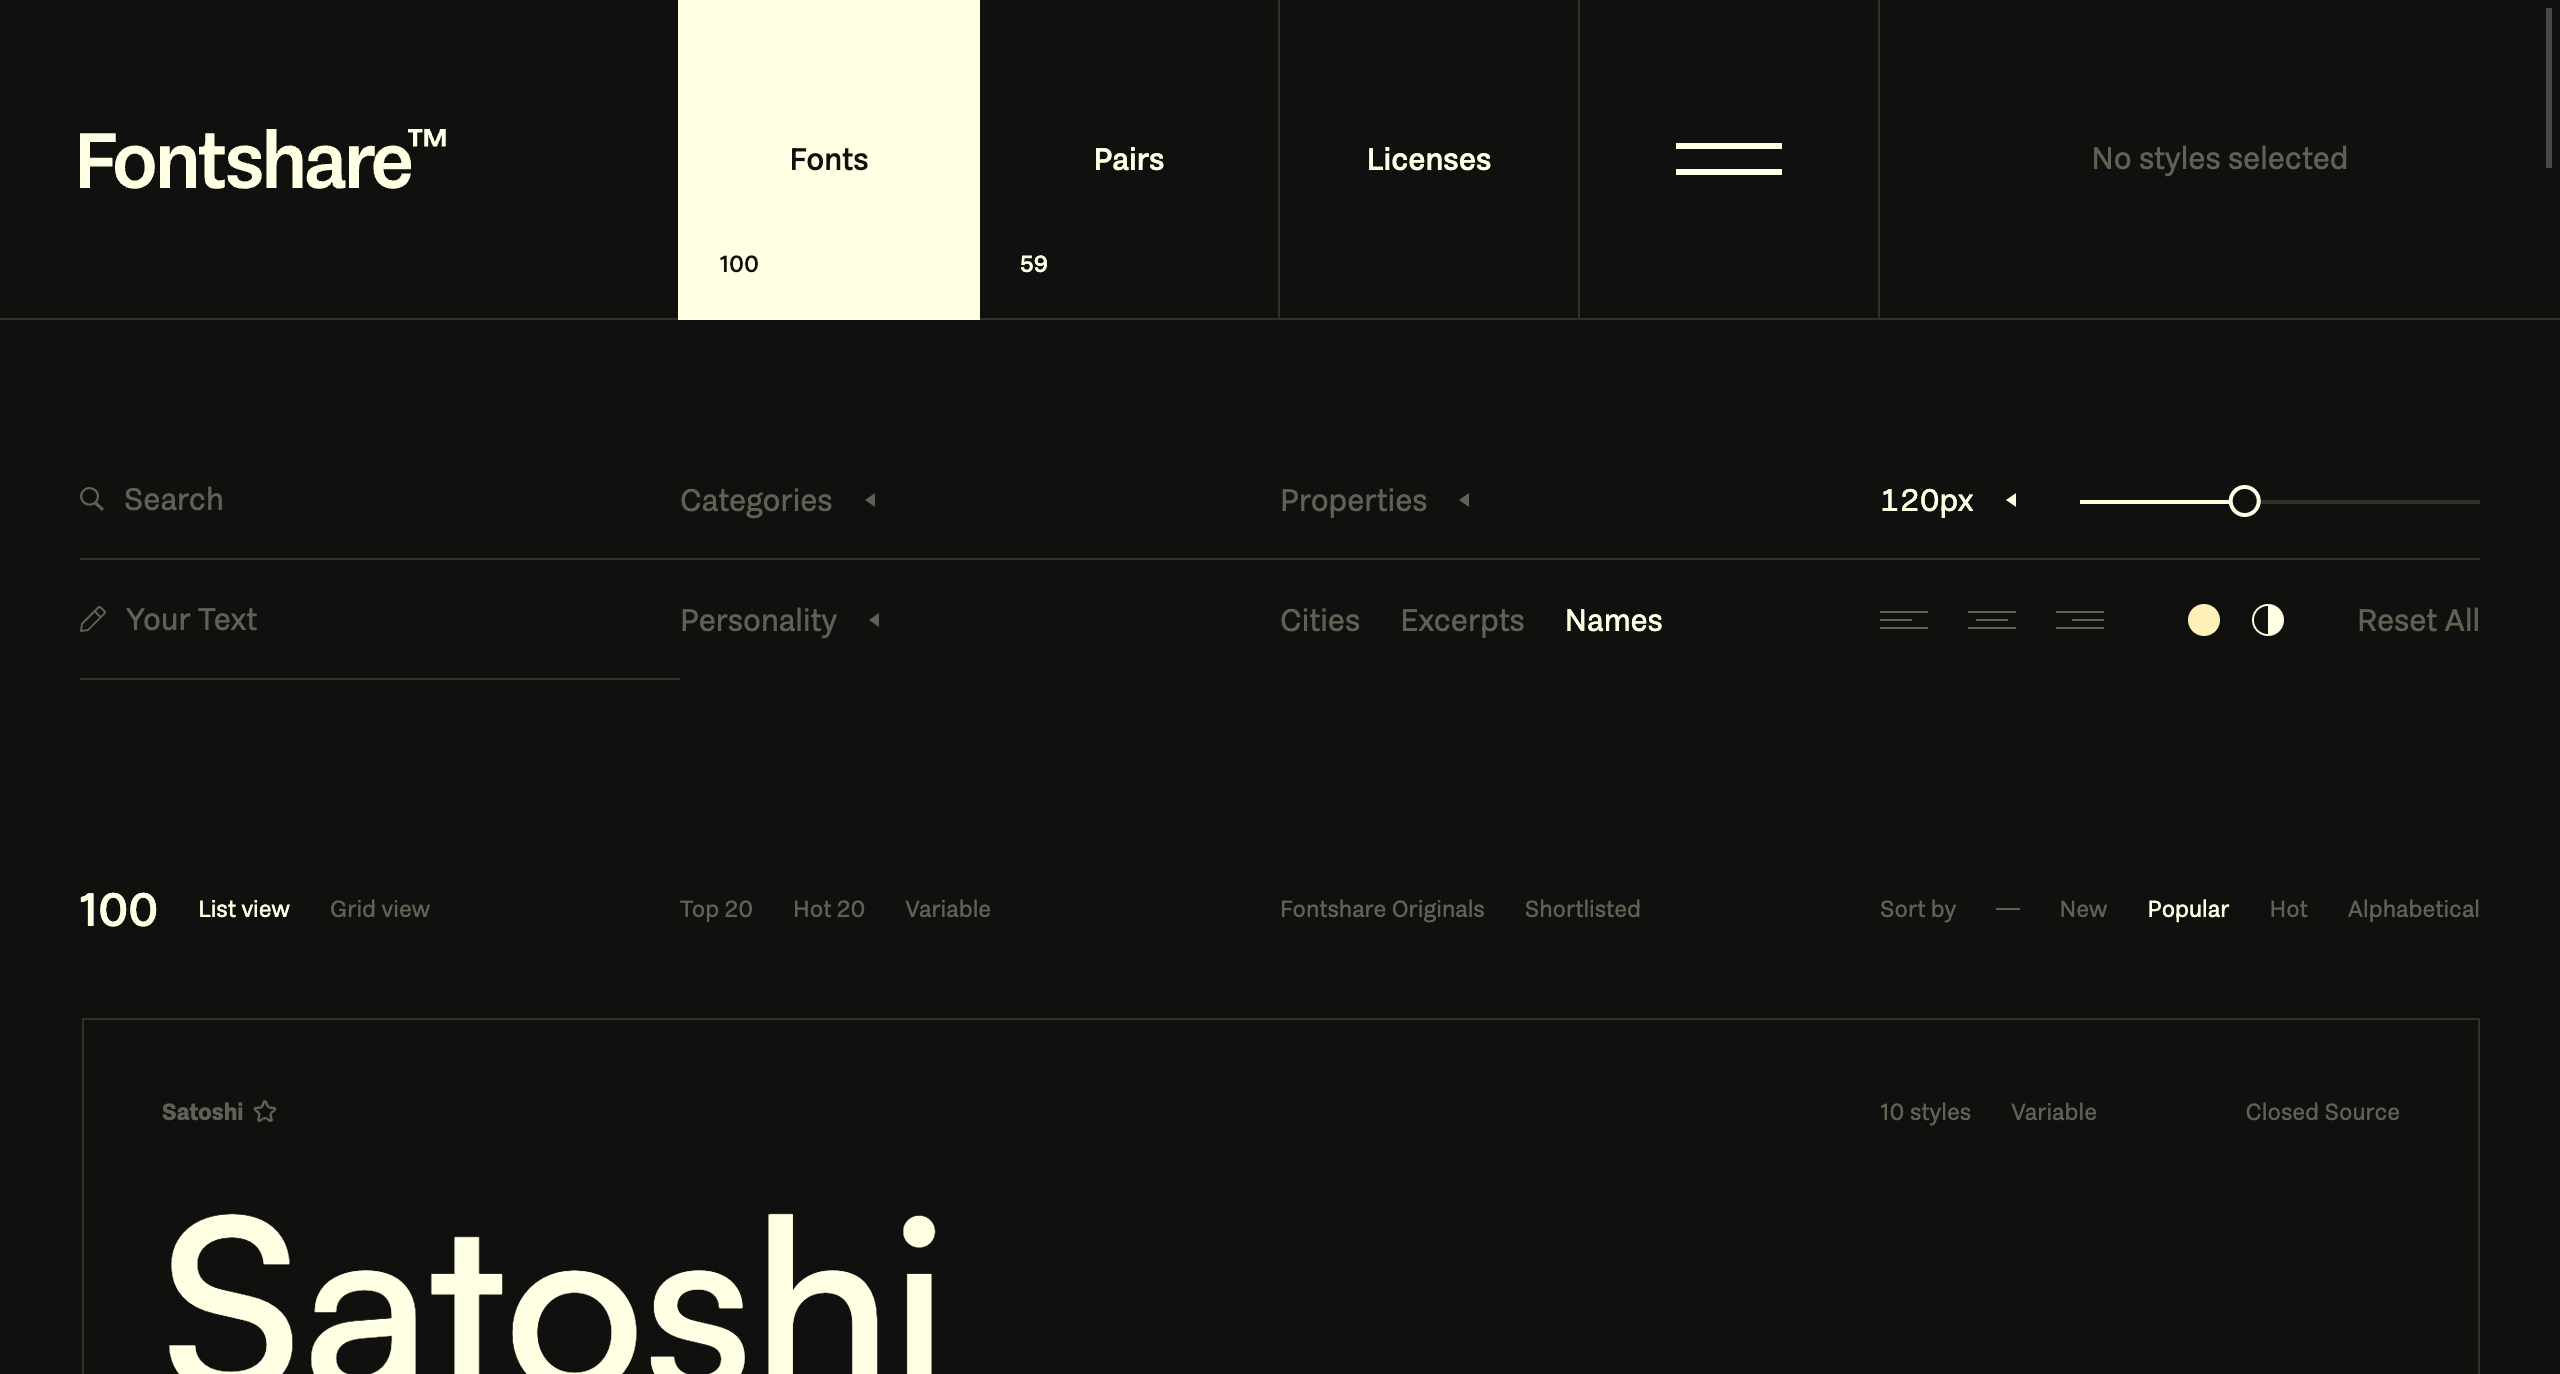 Fontshare™
Fonts
100
Pairs
59
Licenses
No styles selected
Search
Categories
Properties
120px
Your Text
Personality
Cities Excerpts Names
Reset All
100 List view Grid view
Top 20 Hot 20 Variable
Fontshare Originals Shortlisted
Sort by — New Popular Hot Alphabetical
Satoshi
10 styles Variable Closed Source
Satoshi